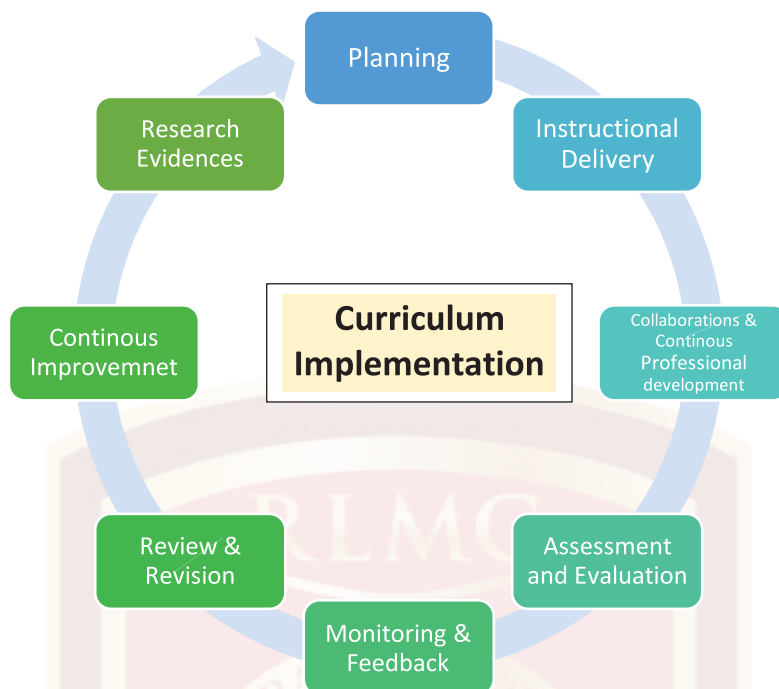 Planning
Instructional
Delivery
Collaborations &
Continous
Professional
development
Assessment
and Evaluation
Monitoring &
Feedback
Review &
Revision
Continous
Improvemnet
Research
Evidences
Curriculum
Implementation
RLMC